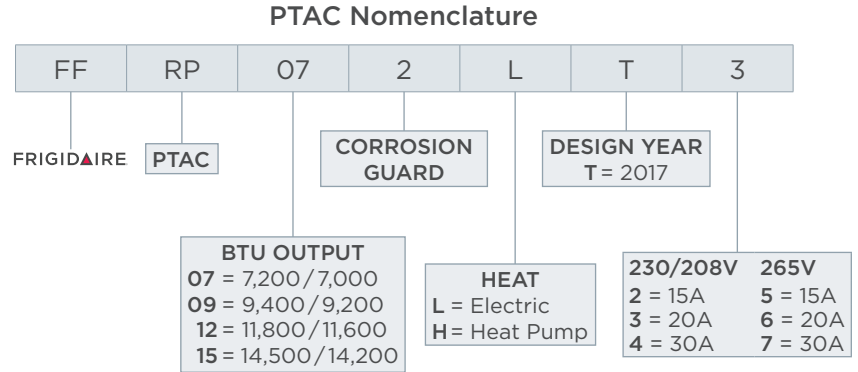 PTAC Nomenclature
FF RP 07 2 L T 3
FRIGIDAIRE
PTAC
CORROSION
GUARD
DESIGN YEAR
T = 2017
BTU OUTPUT
07 = 7,200/7,000
09 = 9,400/9,200
12 = 11,800/11,600
15 = 14,500/14,200
HEAT
L = Electric
H = Heat Pump
230/208V 265V
2 = 15A 5 = 15A
3 = 20A 6 = 20A
4 = 30A 7 = 30A